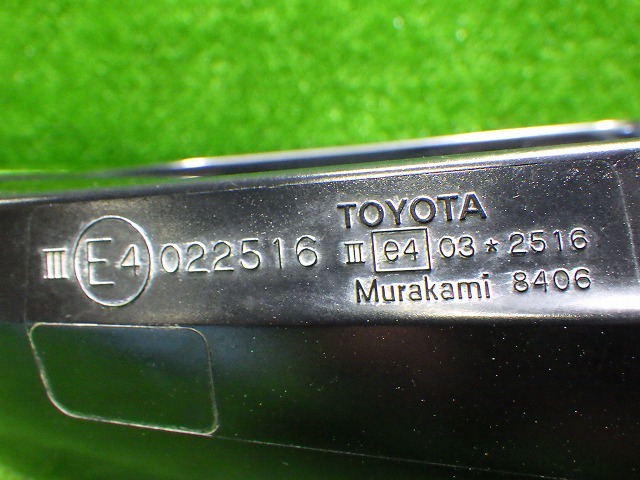 III E4 022516
TOYOTA
III e4 03 * 2516
Murakami 8406